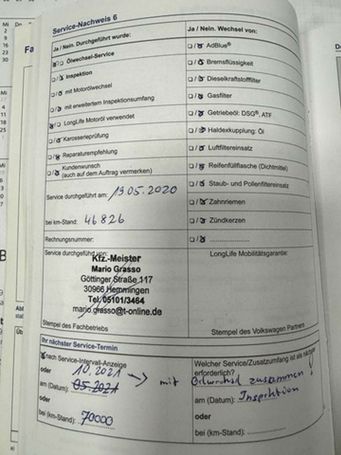 Service-Nachweis 6
Ja / Nein. Durchgeführt wurde:
Ölwechsel-Service
Inspektion
mit Motorölwechsel
mit erweitertem Inspektionsumfang
LongLife Motoröl verwendet
Karosserieprüfung
Reparaturempfehlung
Kundenwunsch
(auch auf dem Auftrag vermerken)
Service durchgeführt am: 19.05.2020
bei km-Stand: 46826
Rechnungsnummer:
Service durchgeführt von:
Kfz.-Meister
Mario Grasso
Göttinger Straße 117
30966 Hemmingen
Tel. 05101/3464
mario.grasso@t-online.de
Stempel des Fachbetriebs
Ja / Nein. Wechsel von:
AdBlue®
Bremsflüssigkeit
Dieselkraftstofffilter
Gasfilter
Getriebeöl: DSG®, ATF
Haldexkupplung: Öl
Luftfiltereinsatz
Reifenfüllflasche (Dichtmittel)
Staub- und Pollenfiltereinsatz
Zahnriemen
Zündkerzen
LongLife Mobilitätsgarantie:
Stempel des Volkswagen Partners
Ihr nächster Service-Termin
nach Service-Intervall-Anzeige
oder 10.2021
am (Datum): 05.2021
oder
bei (km-Stand): 70000
Welcher Service/Zusatzumfang ist als nächster
erforderlich?
mit Ölwechsel zusammen
am (Datum): Inspektion
oder
bei (km-Stand):